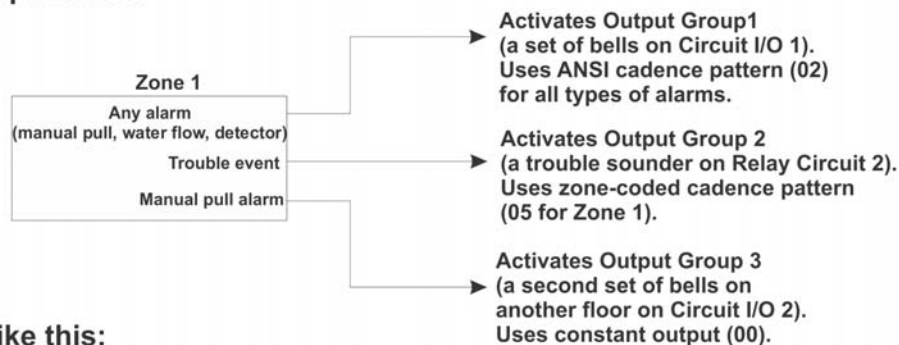 Activates Output Group1
(a set of bells on Circuit I/O 1).
Uses ANSI cadence pattern (02)
for all types of alarms.
Zone 1
Any alarm
(manual pull, water flow, detector)
Trouble event
Manual pull alarm
Activates Output Group 2
(a trouble sounder on Relay Circuit 2).
Uses zone-coded cadence pattern
(05 for Zone 1).
Activates Output Group 3
(a second set of bells on
another floor on Circuit I/O 2).
Uses constant output (00).
ike this: